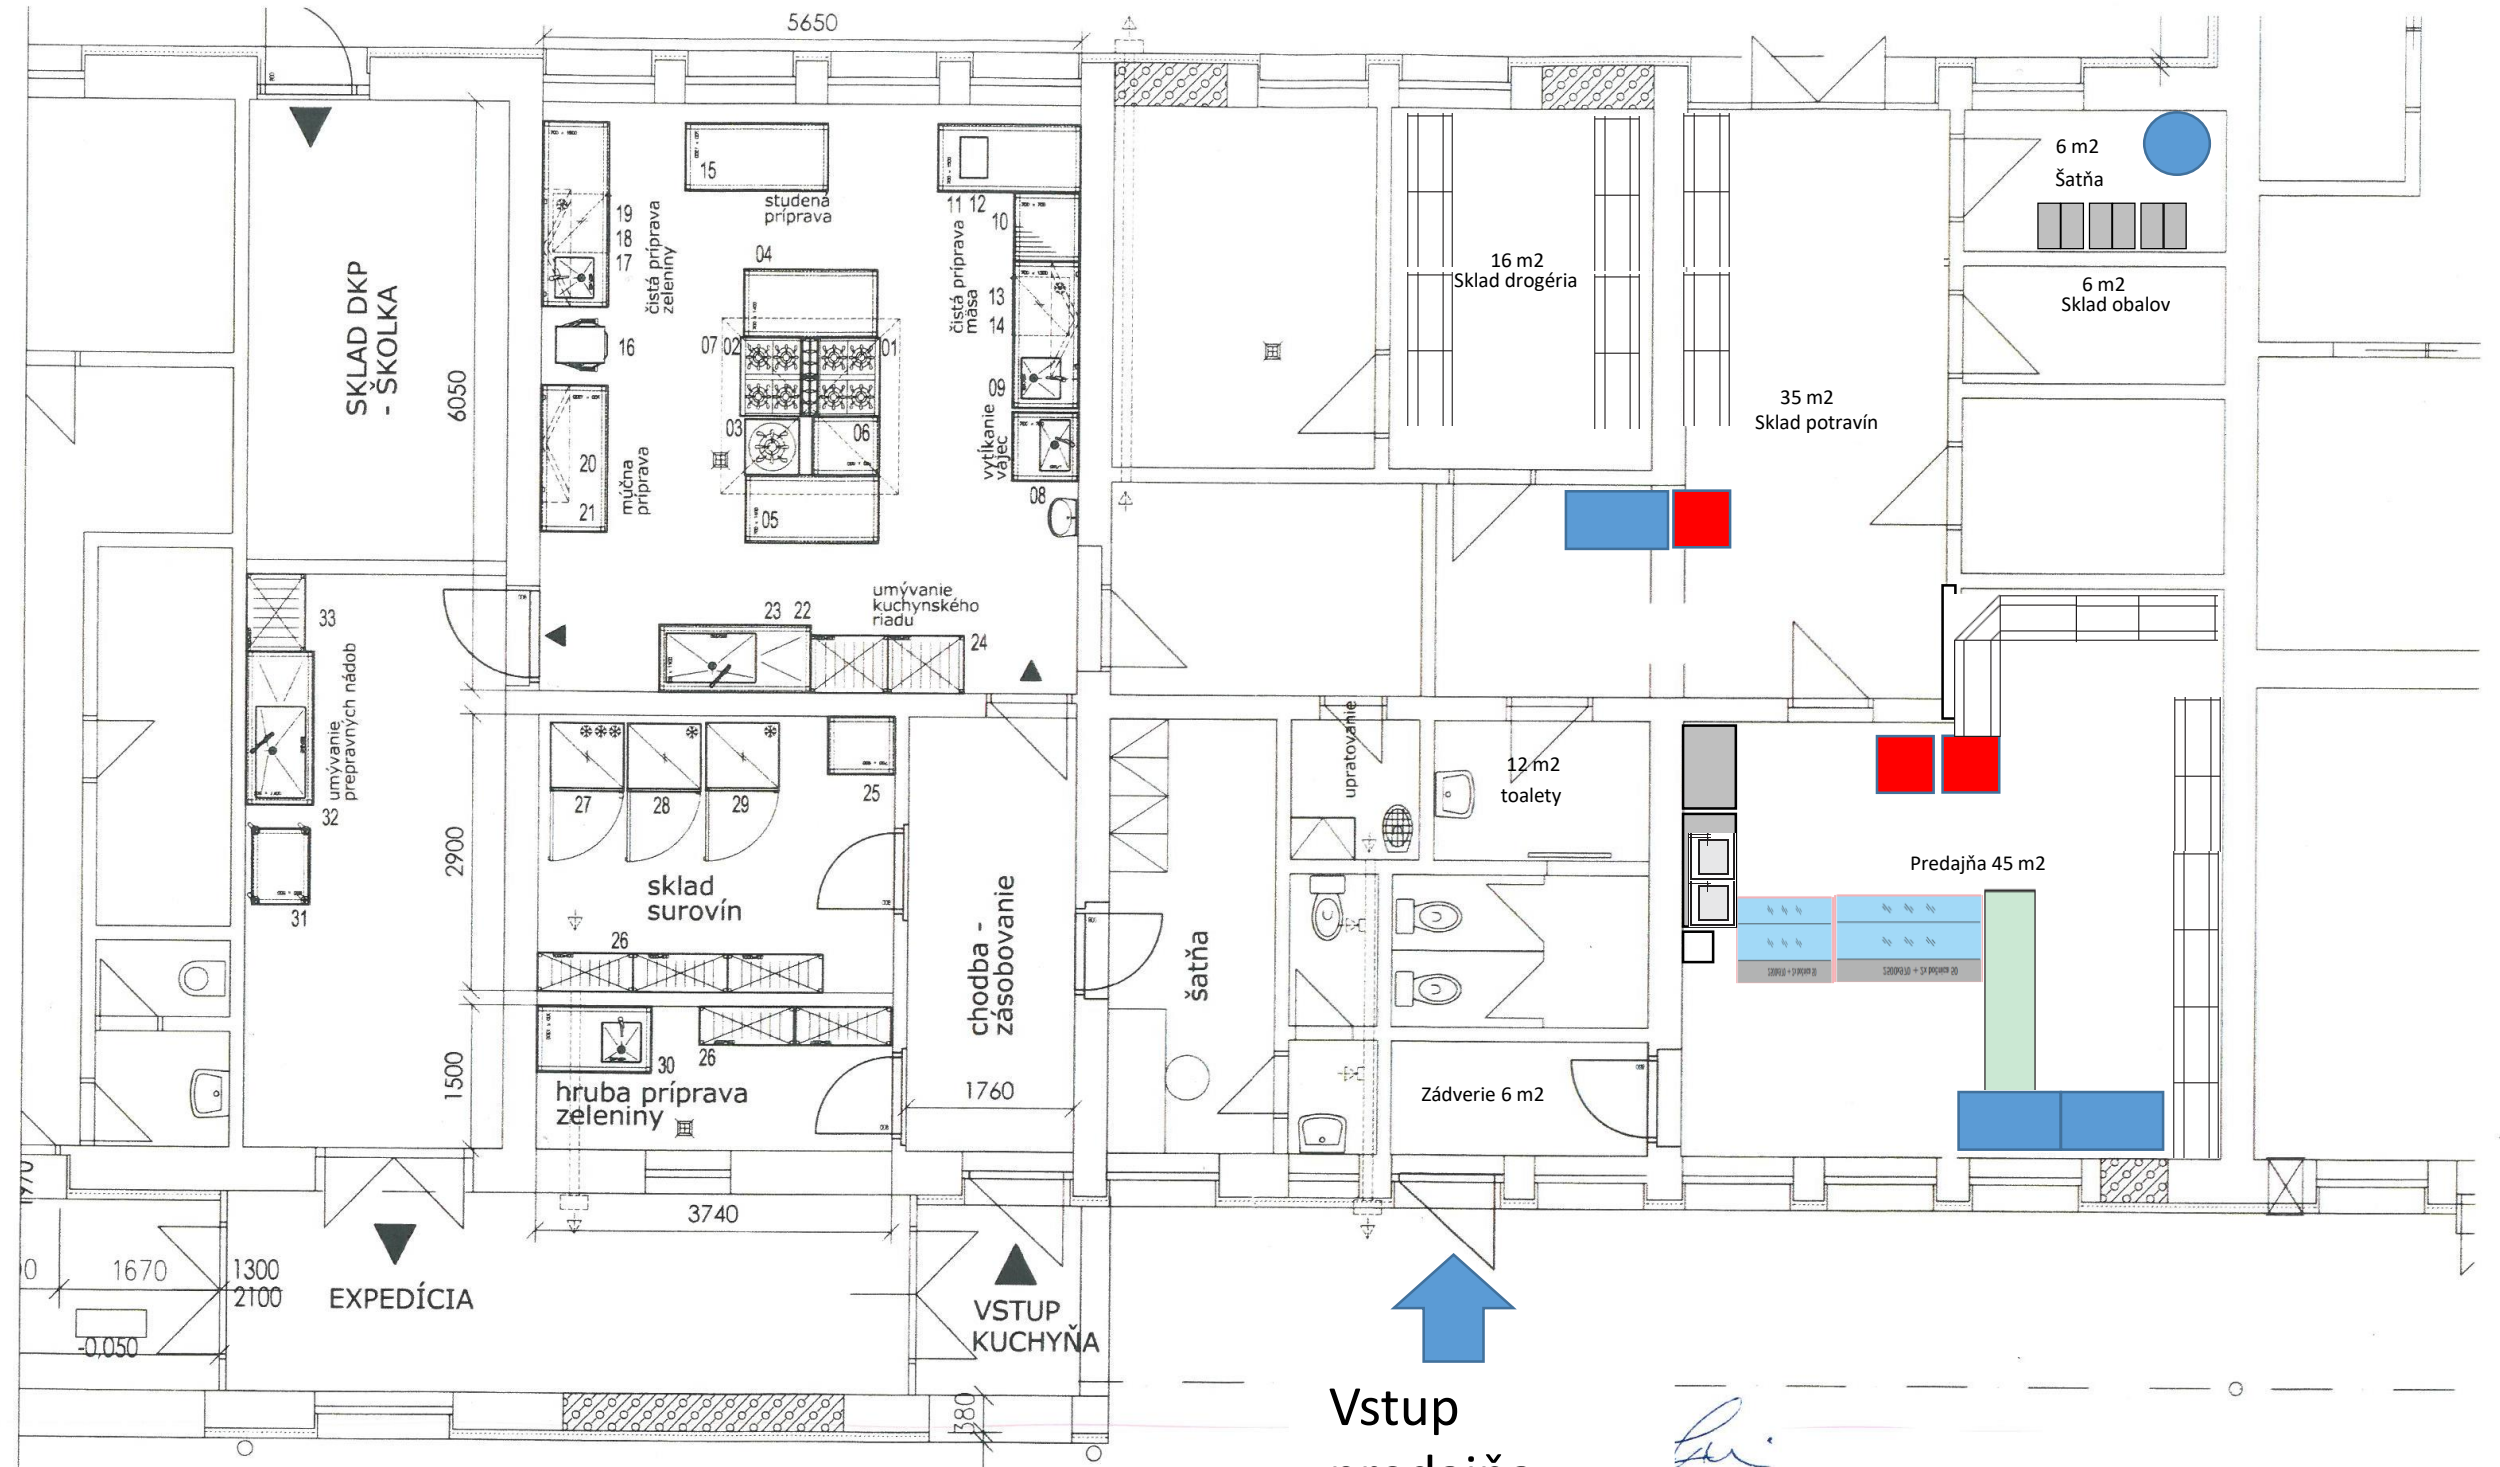 5650
SKLAD DKP
- ŠKOLKA
6050
15
studená
príprava
19
18
17
čistá príprava
zeleniny
16
20
21
múčna
príprava
04
07 02
01
03
06
05
11 12
10
čistá príprava
mäsa
13
14
09
vytĺkanie
vajec
08
umývanie
kuchynského
riadu
23 22
24
33
umývanie
prepravných nádob
32
31
2900
1500
27
28
29
25
sklad
surovín
26
30
26
hruba príprava
zeleniny
chodba -
zásobovanie
1760
šatňa
upratovanie
12 m2
toalety
Zádverie 6 m2
16 m2
Sklad drogéria
35 m2
Sklad potravín
6 m2
Šatňa
6 m2
Sklad obalov
Predajňa 45 m2
3740
1670
1300
2100
-0,050
EXPEDÍCIA
VSTUP
KUCHYŇA
380
Vstup
predajňa